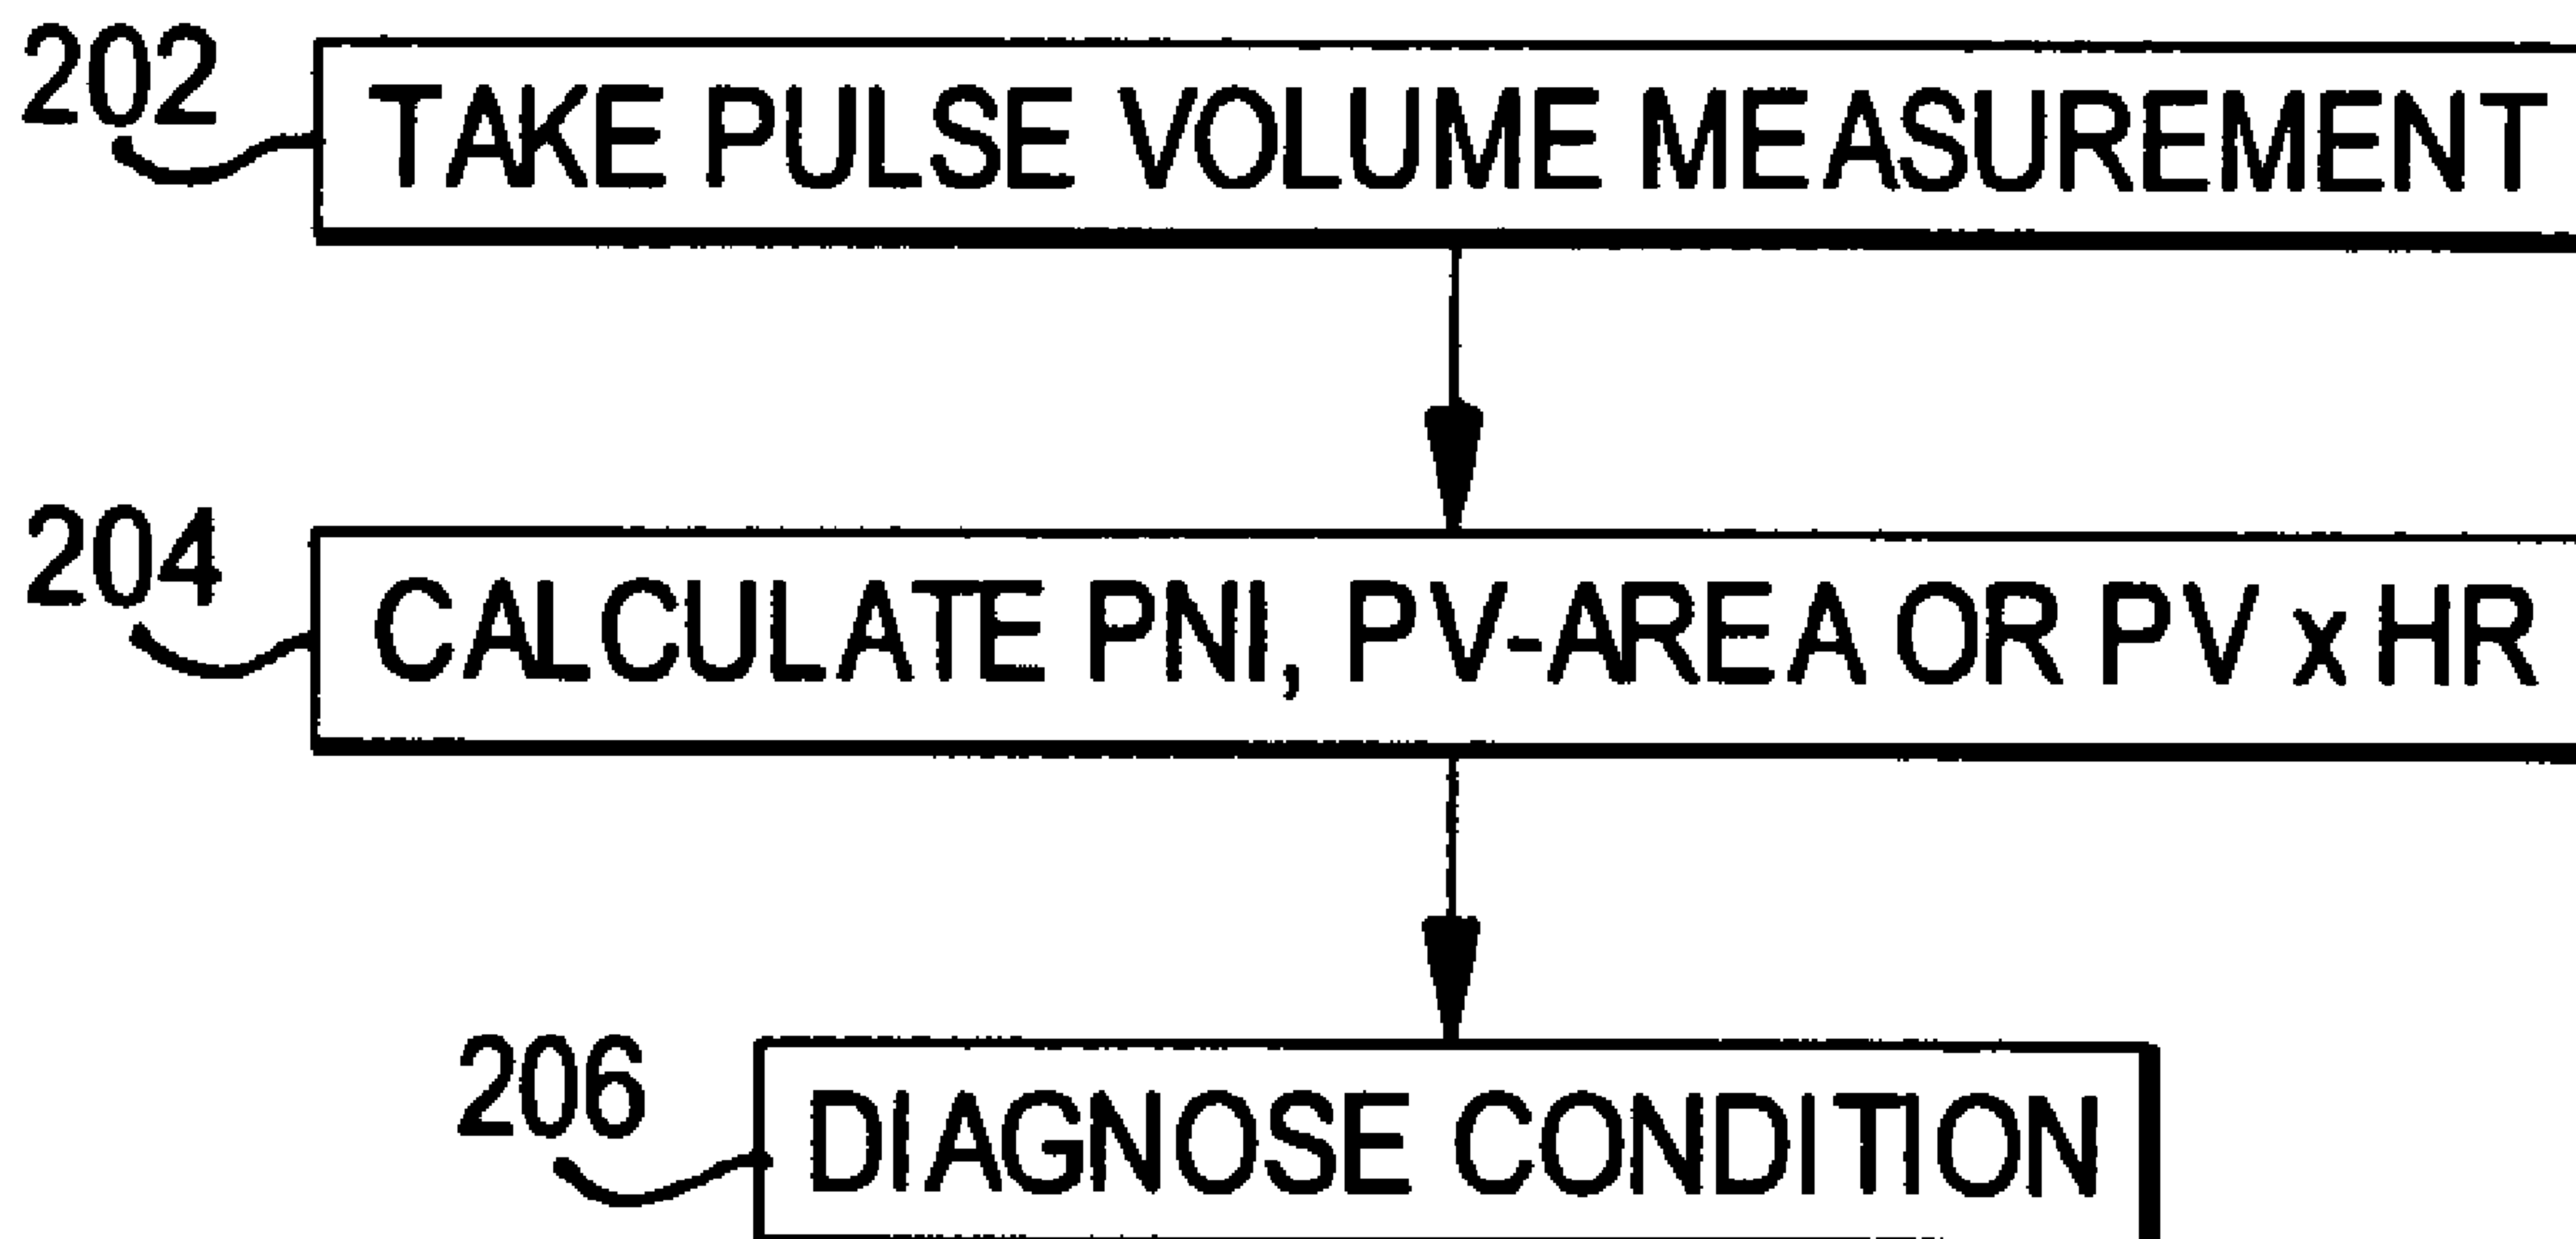 202
TAKE PULSE VOLUME MEASUREMENT
204
CALCULATE PNI, PV-AREA OR PV x HR
206
DIAGNOSE CONDITION